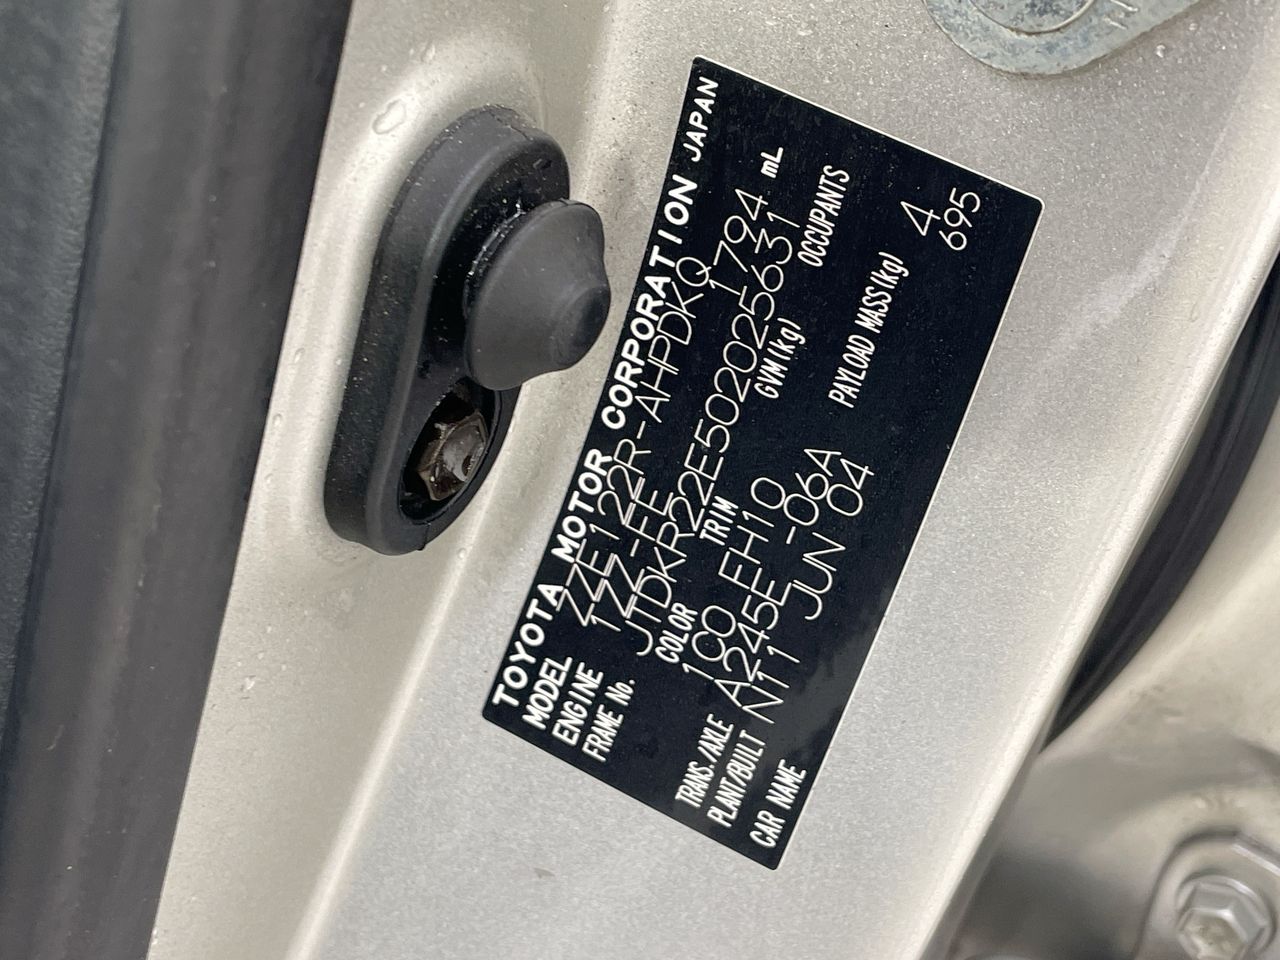 TOYOTA MOTOR CORPORATION JAPAN
MODEL ZZE122R-AHPDKQ
ENGINE 1ZZ-FE 1794 mL
FRAME No. JTDKR22E502025631
COLOR TRIM GVM(kg) OCCUPANTS
1C0 EH10 4
TRANS./AXLE A245E -06A PAYLOAD MASS(kg) 695
PLANT/BUILT N11 JUN 04
CAR NAME